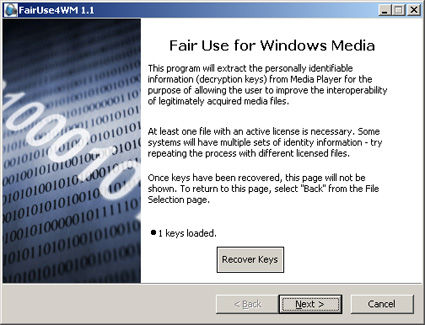 FairUse4WM 1.1
Fair Use for Windows Media
This program will extract the personally identifiable
information (decryption keys) from Media Player for the
purpose of allowing the user to improve the interoperability
of legitimately acquired media files.
At least one file with an active license is necessary. Some
systems will have multiple sets of identity information - try
repeating the process with different licensed files.
Once keys have been recovered, this page will not be
shown. To return to this page, select "Back" from the File
Selection page.
● 1 keys loaded.
Recover Keys
< Back Next > Cancel